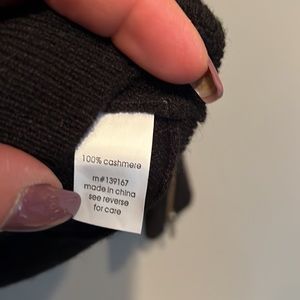 100% cashmere
rn#139167
made in china
see reverse
for care